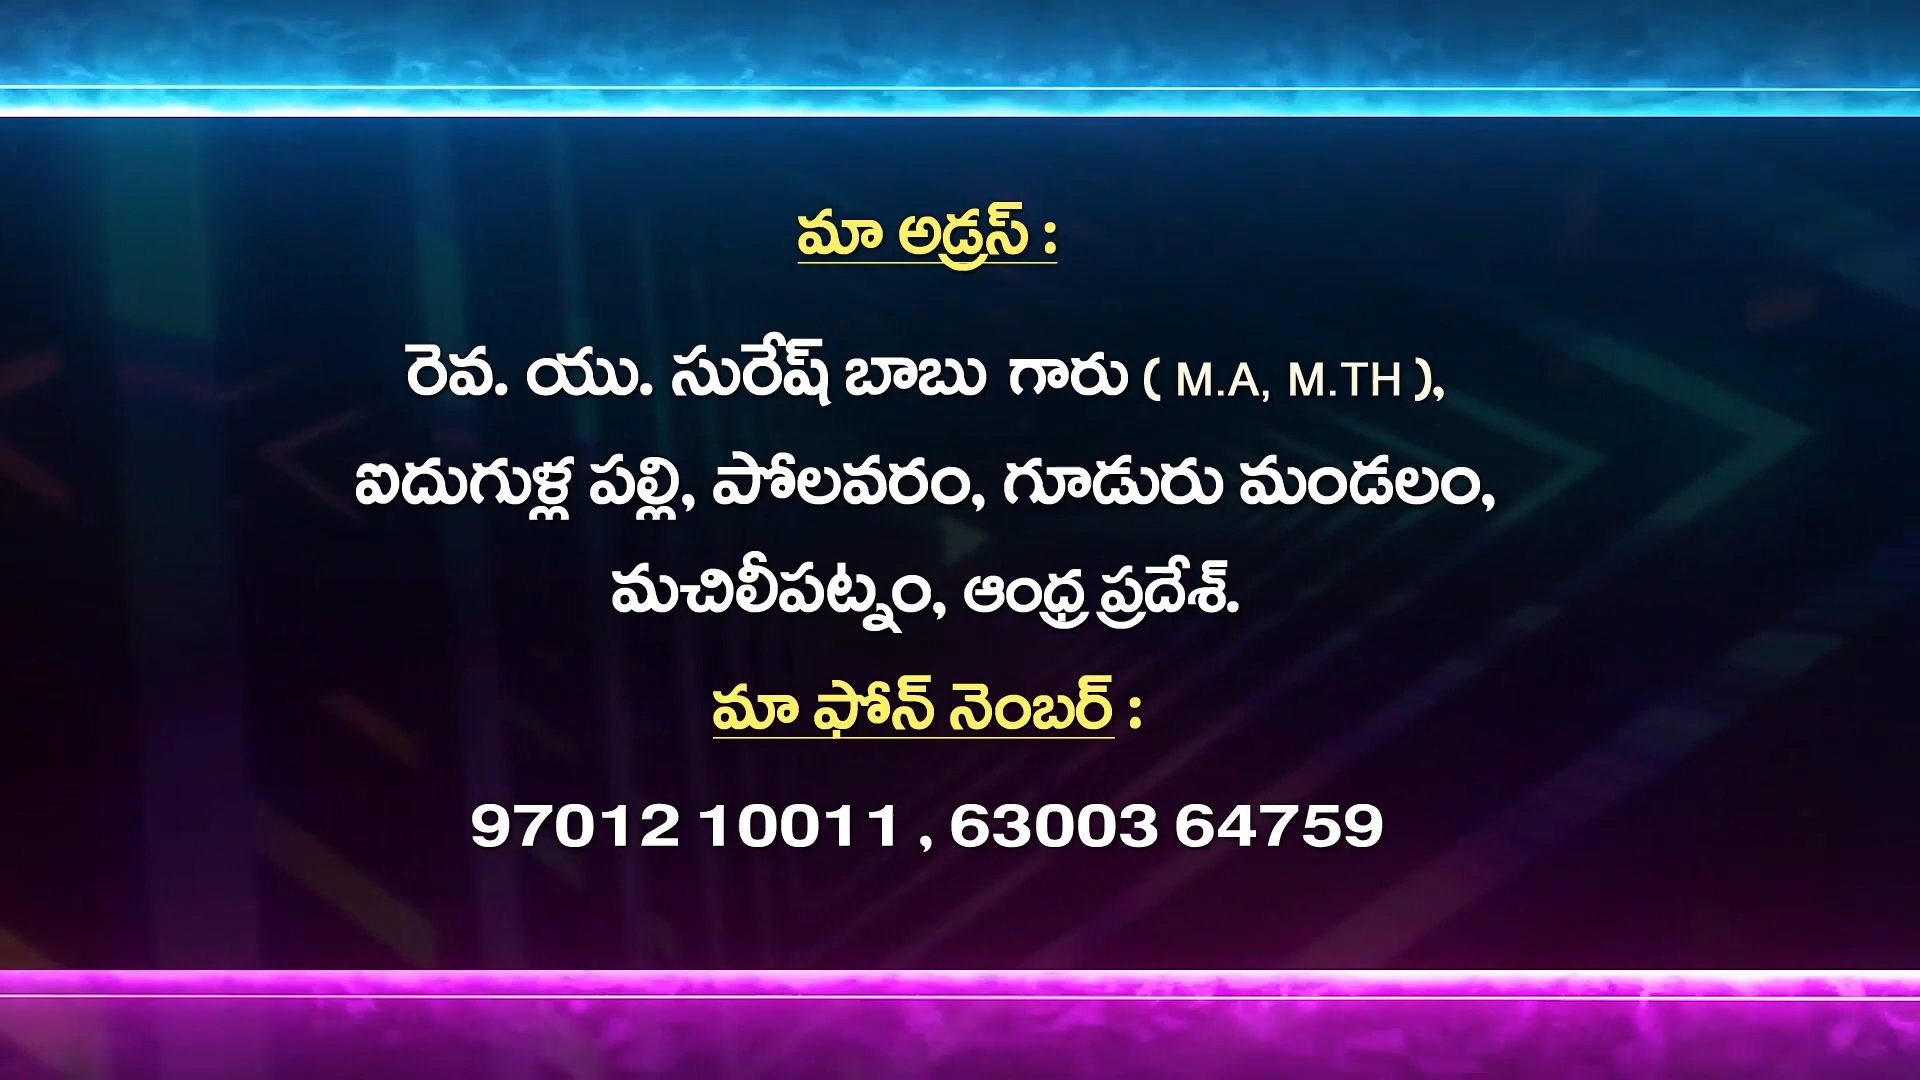 మా అడ్రస్ :
రెవ. యు. సురేష్ బాబు గారు ( M.A, M.TH ),
ఐదుగుళ్ల పల్లి, పోలవరం, గూడురు మండలం,
మచిలీపట్నం, ఆంధ్ర ప్రదేశ్.
మా ఫోన్ నెంబర్ :
97012 10011 , 63003 64759